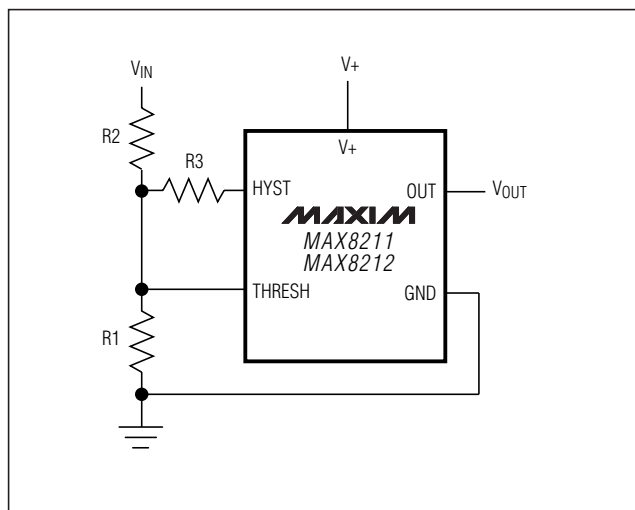 VIN
V+
R2
R3
V+
HYST
OUT
VOUT
MAXIM
MAX8211
MAX8212
THRESH
GND
R1